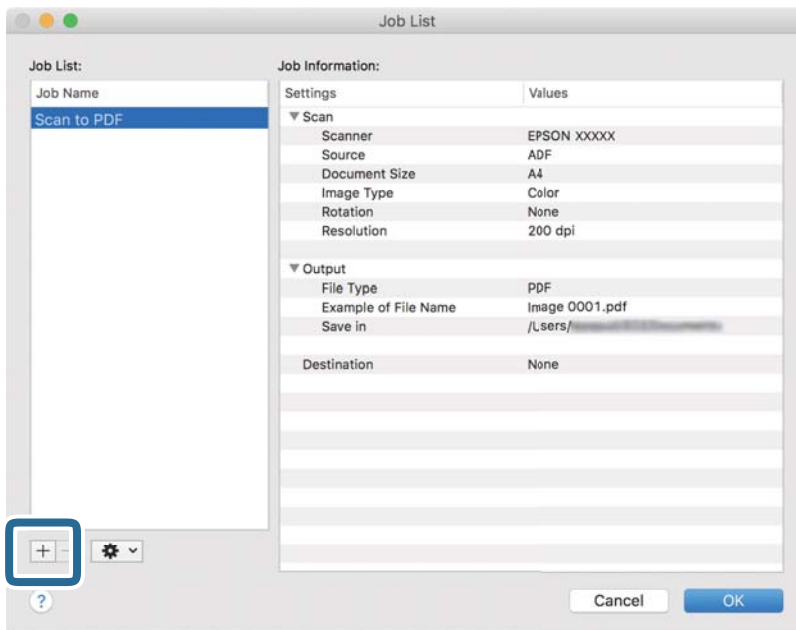 Job List
Job List:
Job Information:
Job Name
Settings Values
Scan to PDF
Scan
Scanner EPSON XXXXX
Source ADF
Document Size A4
Image Type Color
Rotation None
Resolution 200 dpi
Output
File Type PDF
Example of File Name Image 0001.pdf
Save in /Users/
Destination None
+ −
?
Cancel OK